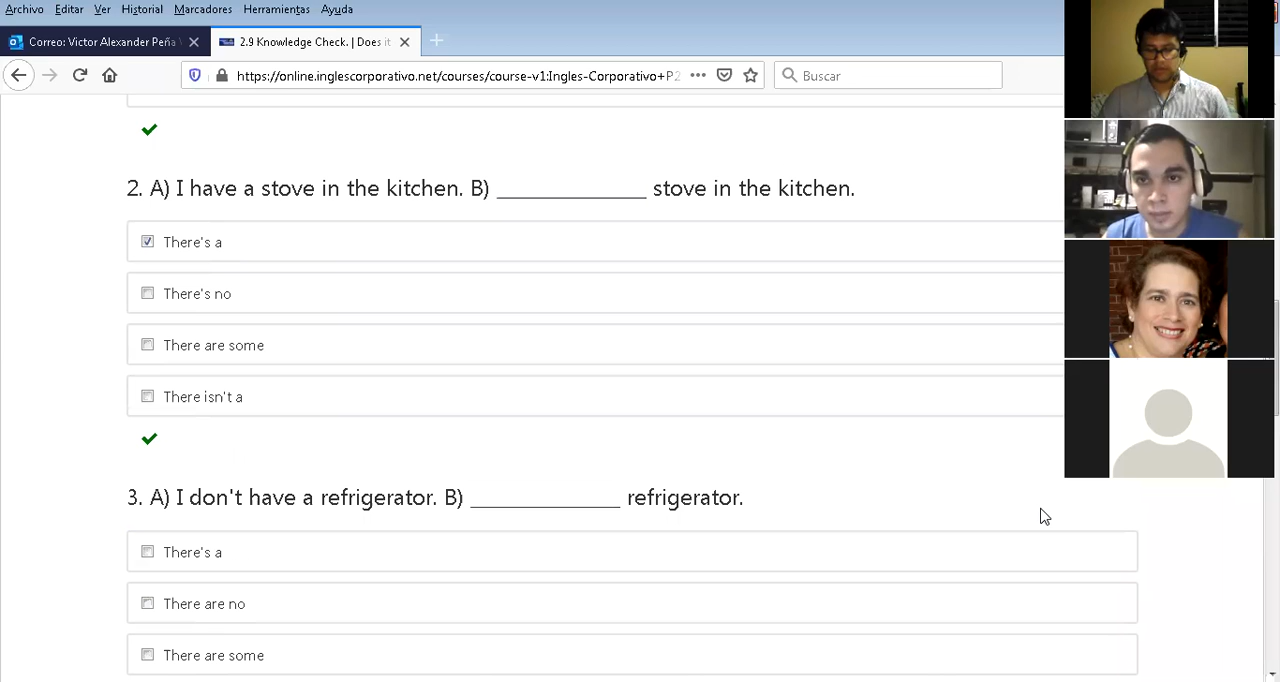 Archivo Editar Ver Historial Marcadores Herramientas Ayuda
Correo: Victor Alexander Peña
2.9 Knowledge Check. | Does it
https://online.inglescorporativo.net/courses/course-v1:Ingles-Corporativo+P2
Buscar
2. A) I have a stove in the kitchen. B) _____________ stove in the kitchen.
There's a
There's no
There are some
There isn't a
3. A) I don't have a refrigerator. B) _____________ refrigerator.
There's a
There are no
There are some